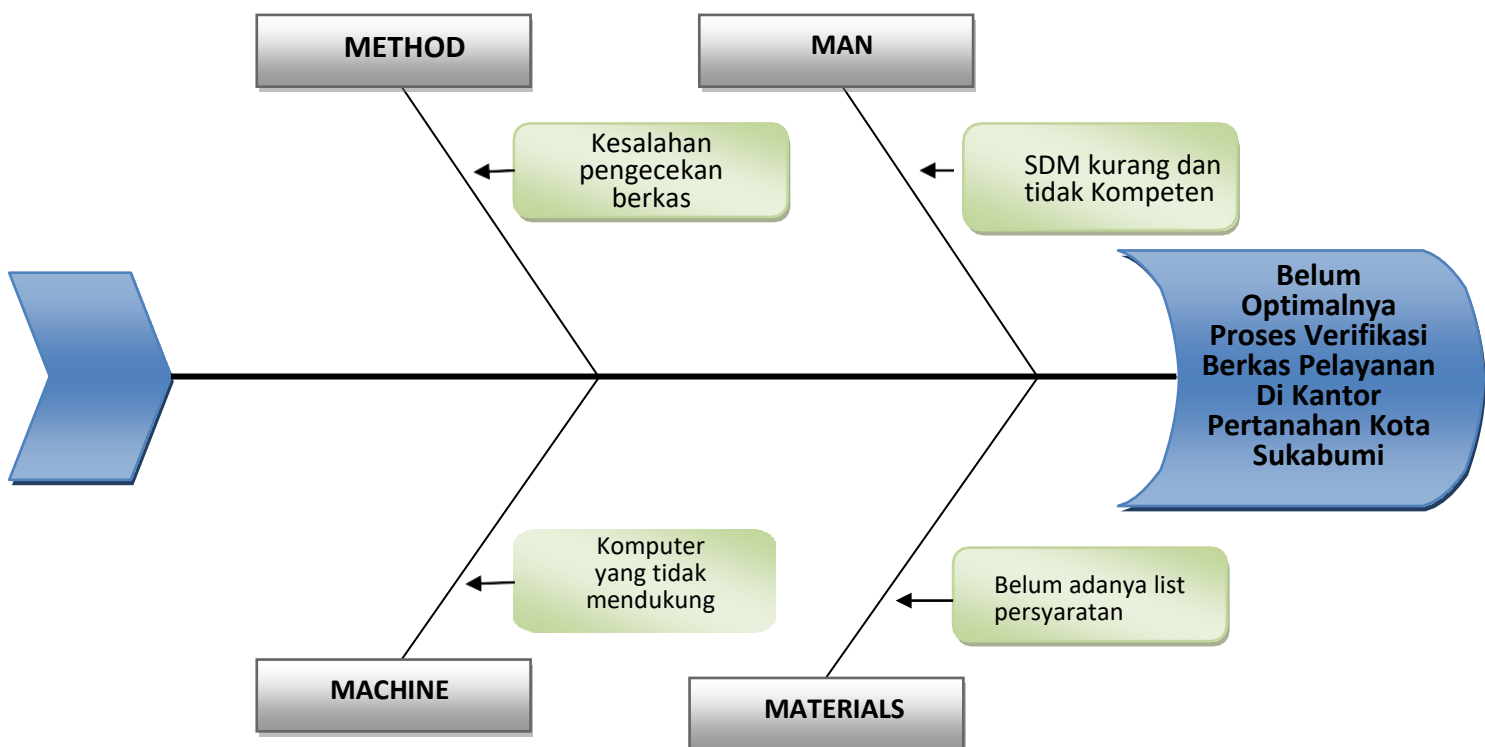 METHOD
MAN
Kesalahan
pengecekan
berkas
SDM kurang dan
tidak Kompeten
Belum
Optimalnya
Proses Verifikasi
Berkas Pelayanan
Di Kantor
Pertanahan Kota
Sukabumi
Komputer
yang tidak
mendukung
Belum adanya list
persyaratan
MACHINE
MATERIALS